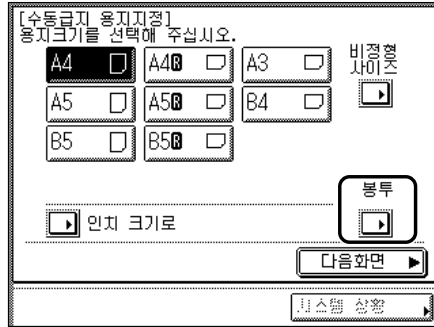 [수동급지 용지지정]
용지크기를 선택해 주십시오.
A4 A4R A3
비정형
사이즈
A5 A5R B4
B5 B5R
봉투
인치 크기로
다음화면
시스템 상황